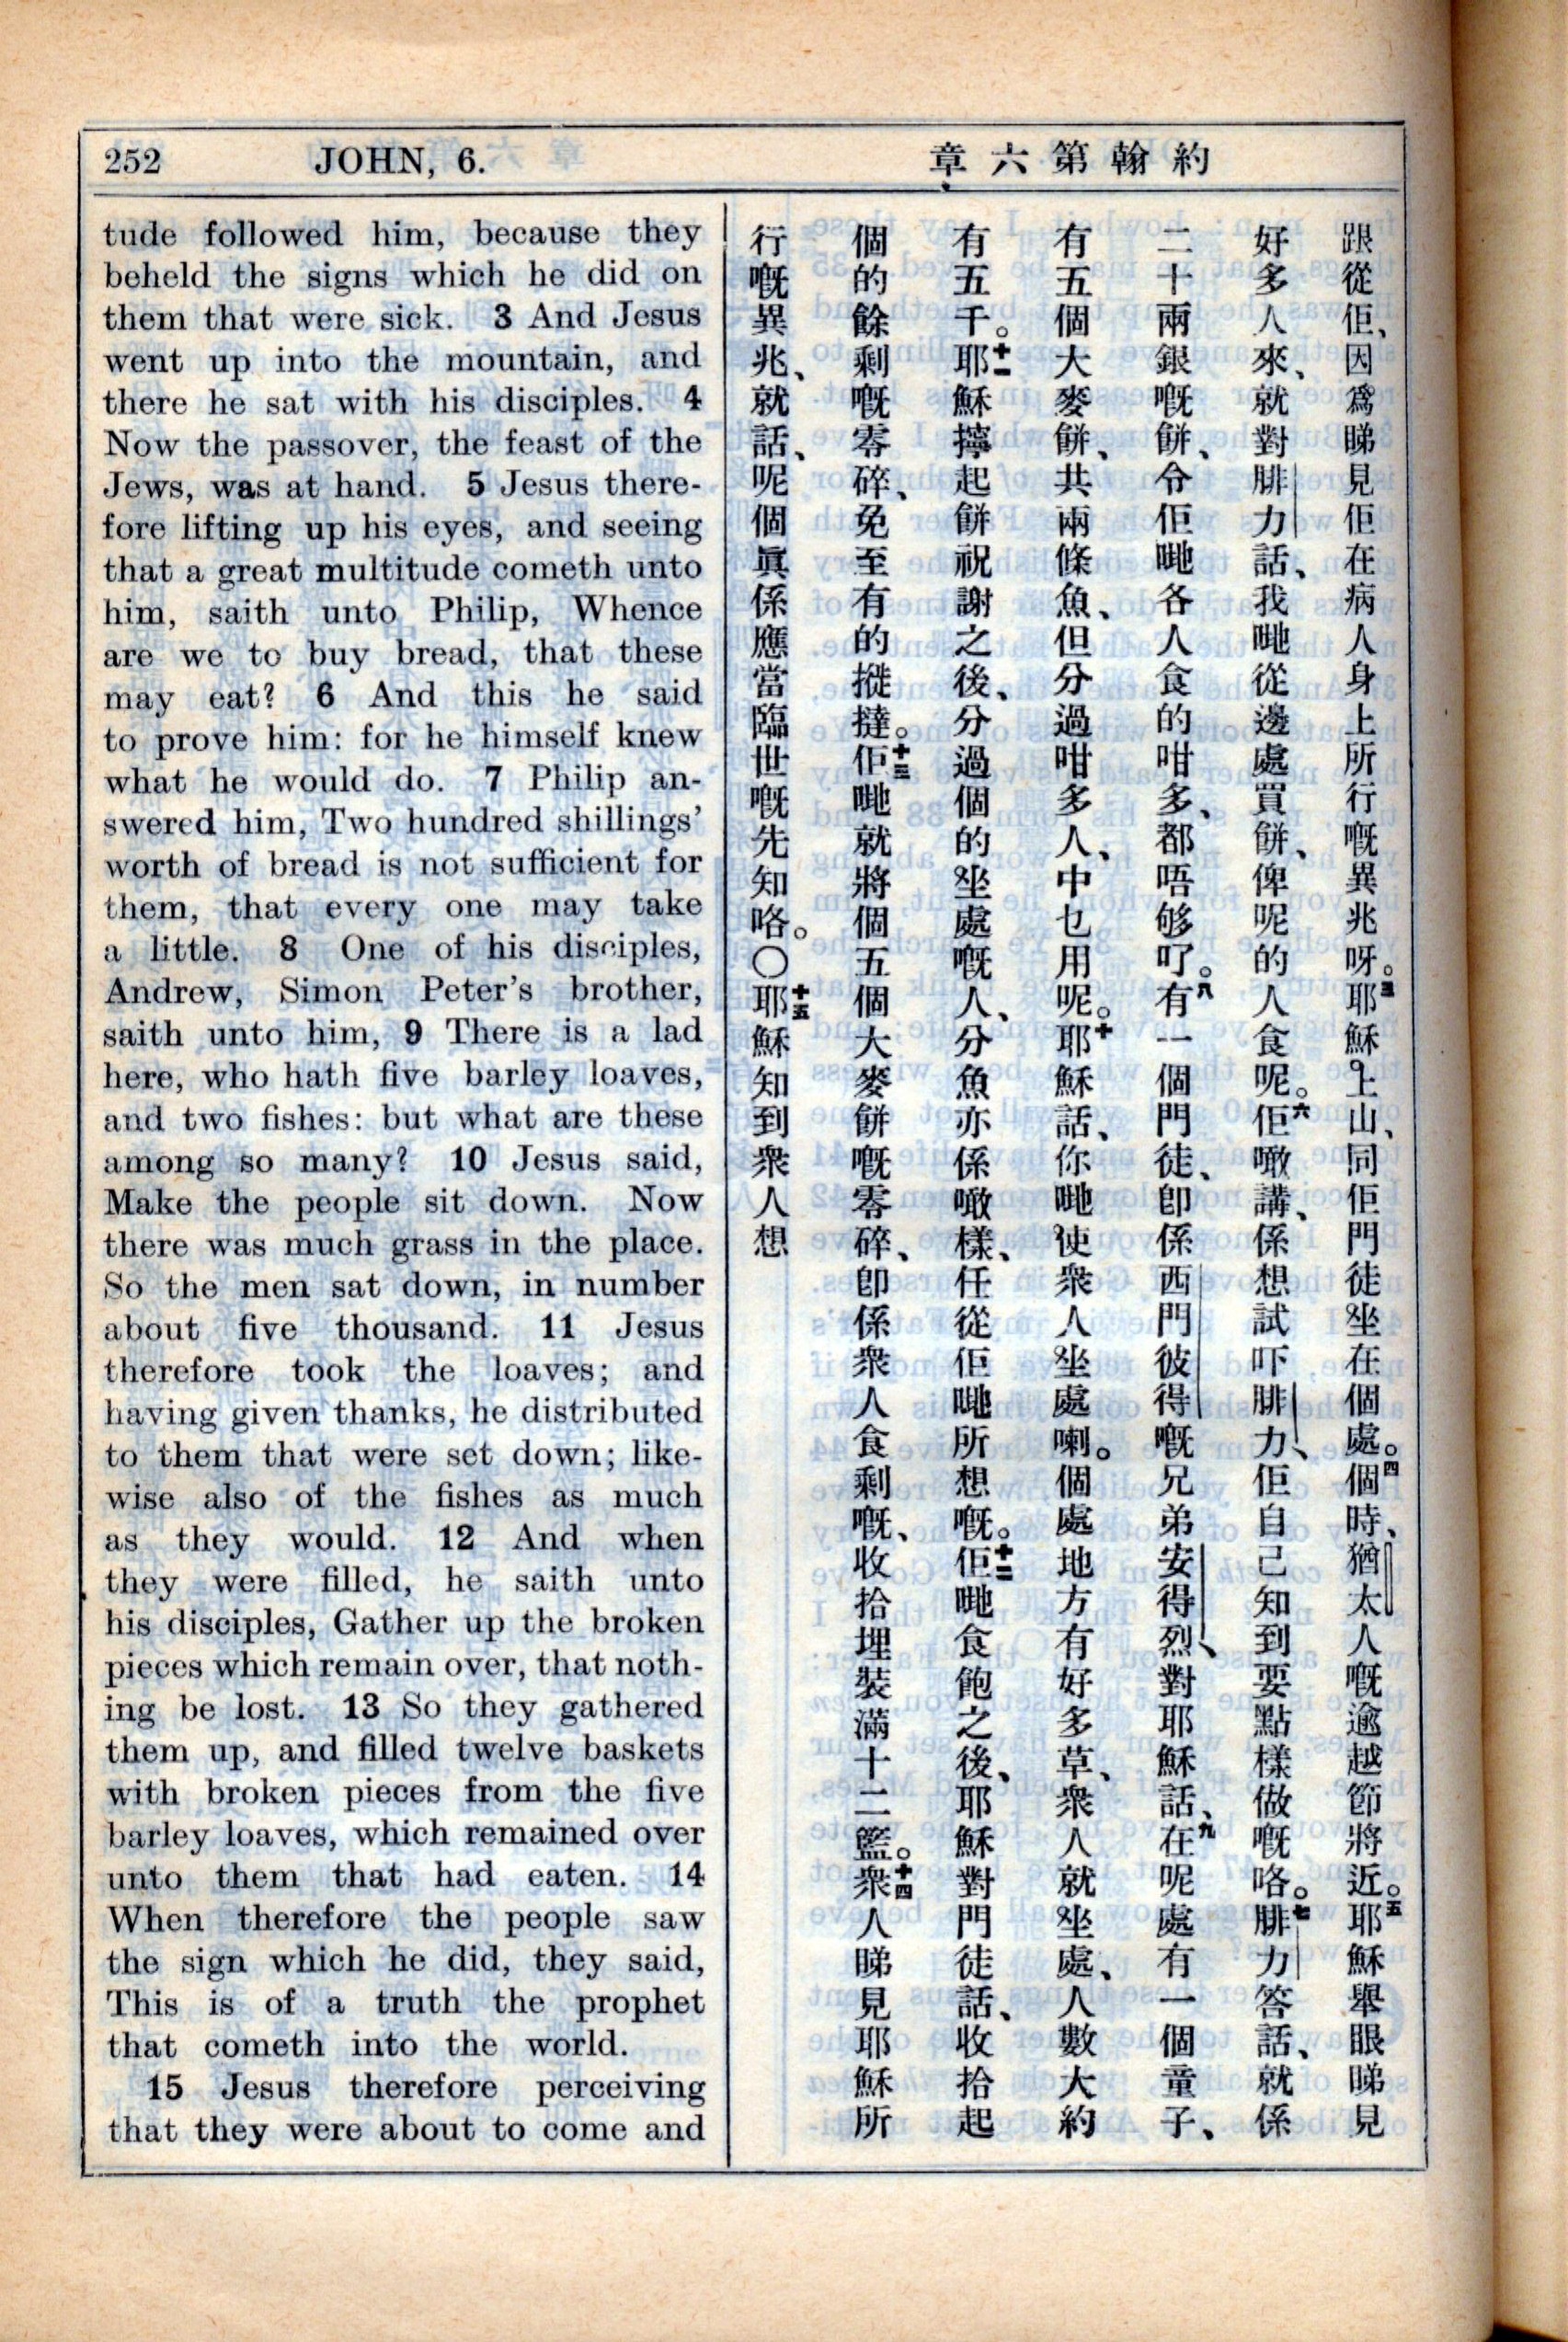 252 JOHN, 6.
章六第翰約
tude followed him, because they
beheld the signs which he did on
them that were sick. 3 And Jesus
went up into the mountain, and
there he sat with his disciples. 4
Now the passover, the feast of the
Jews, was at hand. 5 Jesus there-
fore lifting up his eyes, and seeing
that a great multitude cometh unto
him, saith unto Philip, Whence
are we to buy bread, that these
may eat? 6 And this he said
to prove him: for he himself knew
what he would do. 7 Philip an-
swered him, Two hundred shillings’
worth of bread is not sufficient for
them, that every one may take
a little. 8 One of his disciples,
Andrew, Simon Peter’s brother,
saith unto him, 9 There is a lad
here, who hath five barley loaves,
and two fishes: but what are these
among so many? 10 Jesus said,
Make the people sit down. Now
there was much grass in the place.
So the men sat down, in number
about five thousand. 11 Jesus
therefore took the loaves; and
having given thanks, he distributed
to them that were set down; like-
wise also of the fishes as much
as they would. 12 And when
they were filled, he saith unto
his disciples, Gather up the broken
pieces which remain over, that noth-
ing be lost. 13 So they gathered
them up, and filled twelve baskets
with broken pieces from the five
barley loaves, which remained over
unto them that had eaten. 14
When therefore the people saw
the sign which he did, they said,
This is of a truth the prophet
that cometh into the world.
15 Jesus therefore perceiving
that they were about to come and
跟從佢、因爲睇見佢在病人身上所行嘅異兆呀。三耶穌上山、同佢門徒坐在個處。四個時、猶太人嘅逾越節將近。五耶穌舉眼睇見
好多人來、就對腓力話、我哋從邊處買餅、俾呢的人食呢。六佢噉講、係想試吓腓力、佢自己知到要點樣做嘅咯。七腓力答話、就係
二十兩銀嘅餅、令佢哋各人食的咁多、都唔够吖。八有一個門徒、卽係西門彼得嘅兄弟安得烈、對耶穌話、九在呢處有一個童子、
有五個大麥餅、共兩條魚、但分過咁多人、中乜用呢。十耶穌話、你哋使衆人坐處喇。個處地方有好多草、衆人就坐處、人數大約
有五千。十一耶穌擰起餅祝謝之後、分過個的坐處嘅人、分魚亦係噉樣、任從佢哋所想嘅。十二佢哋食飽之後、耶穌對門徒話、收拾起
個的餘剩嘅零碎、免至有的摐撻。十三佢哋就將個五個大麥餅嘅零碎、卽係衆人食剩嘅、收拾埋裝滿十二籃。十四衆人睇見耶穌所
行嘅異兆、就話、呢個眞係應當臨世嘅先知咯。〇十五耶穌知到衆人想